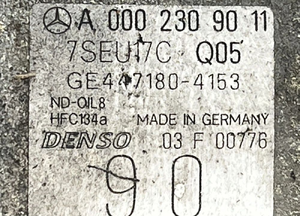 A 000 230 90 11
7SEU17C Q05
GE447180-4153
ND-OIL8
HFC134a MADE IN GERMANY
DENSO 03 F 00776
90